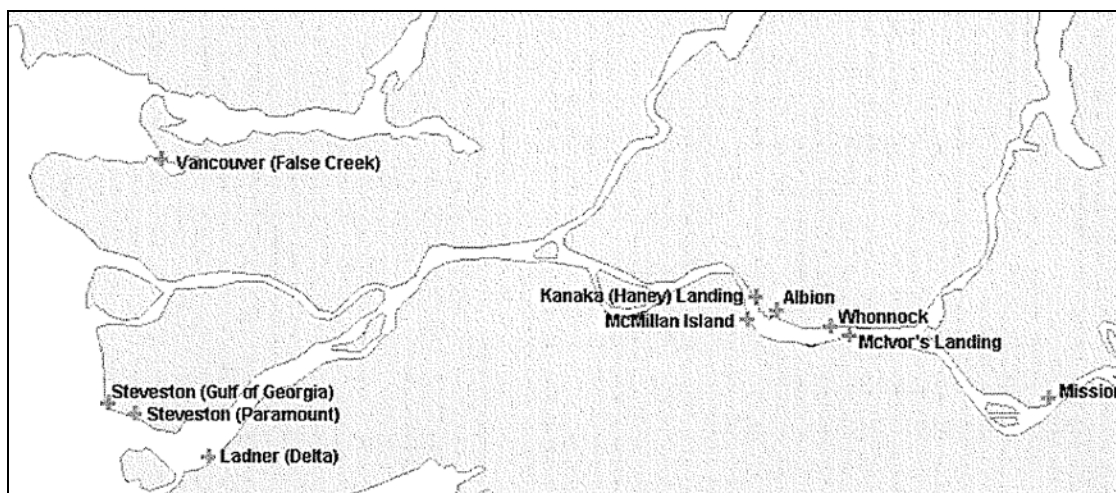 Vancouver (False Creek)
Kanaka (Haney) Landing
Albion
McMillan Island
Whonnock
McIvor's Landing
Steveston (Gulf of Georgia)
Mission
Steveston (Paramount)
Ladner (Delta)